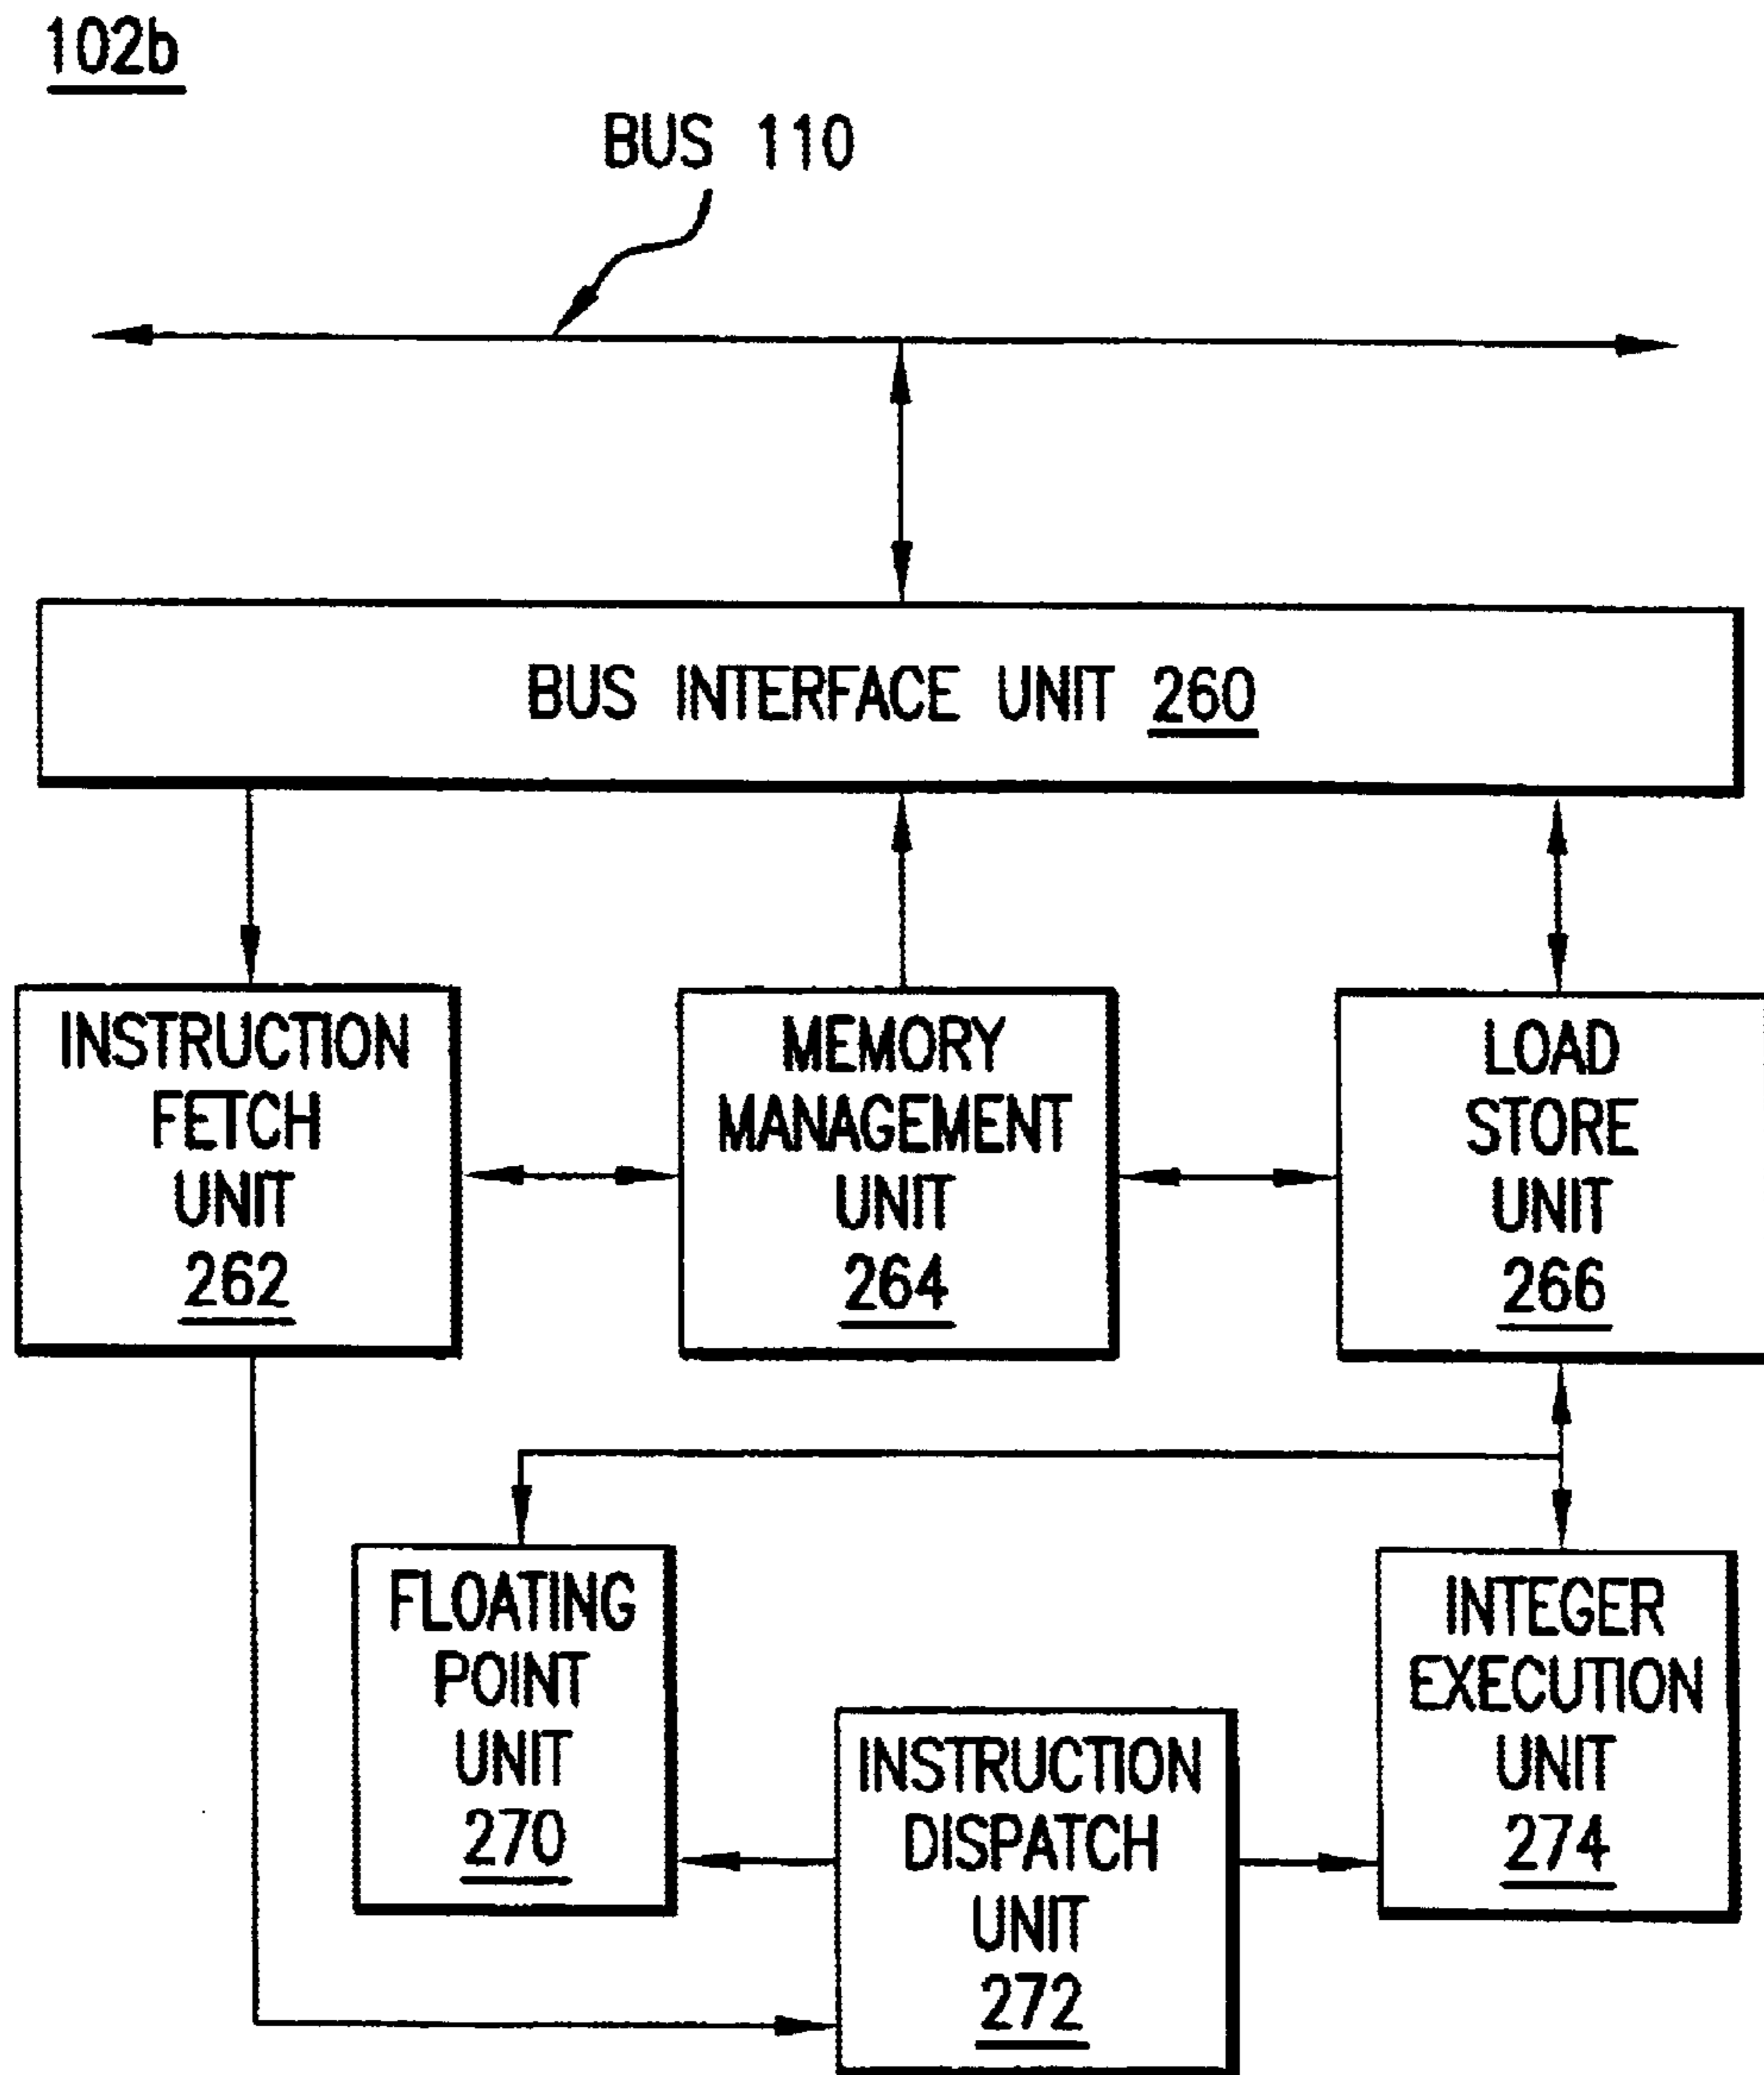 102b
BUS 110
BUS INTERFACE UNIT 260
INSTRUCTION
FETCH
UNIT
262
MEMORY
MANAGEMENT
UNIT
264
LOAD
STORE
UNIT
266
FLOATING
POINT
UNIT
270
INSTRUCTION
DISPATCH
UNIT
272
INTEGER
EXECUTION
UNIT
274